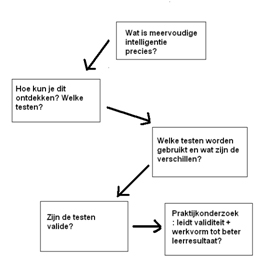 Wat is meervoudige
intelligentie
precies?
Hoe kun je dit
ontdekken? Welke
testen?
Welke testen worden
gebruikt en wat zijn de
verschillen?
Zijn de testen
valide?
Praktijkonderzoek
: leidt validiteit +
werkvorm tot beter
leerresultaat?